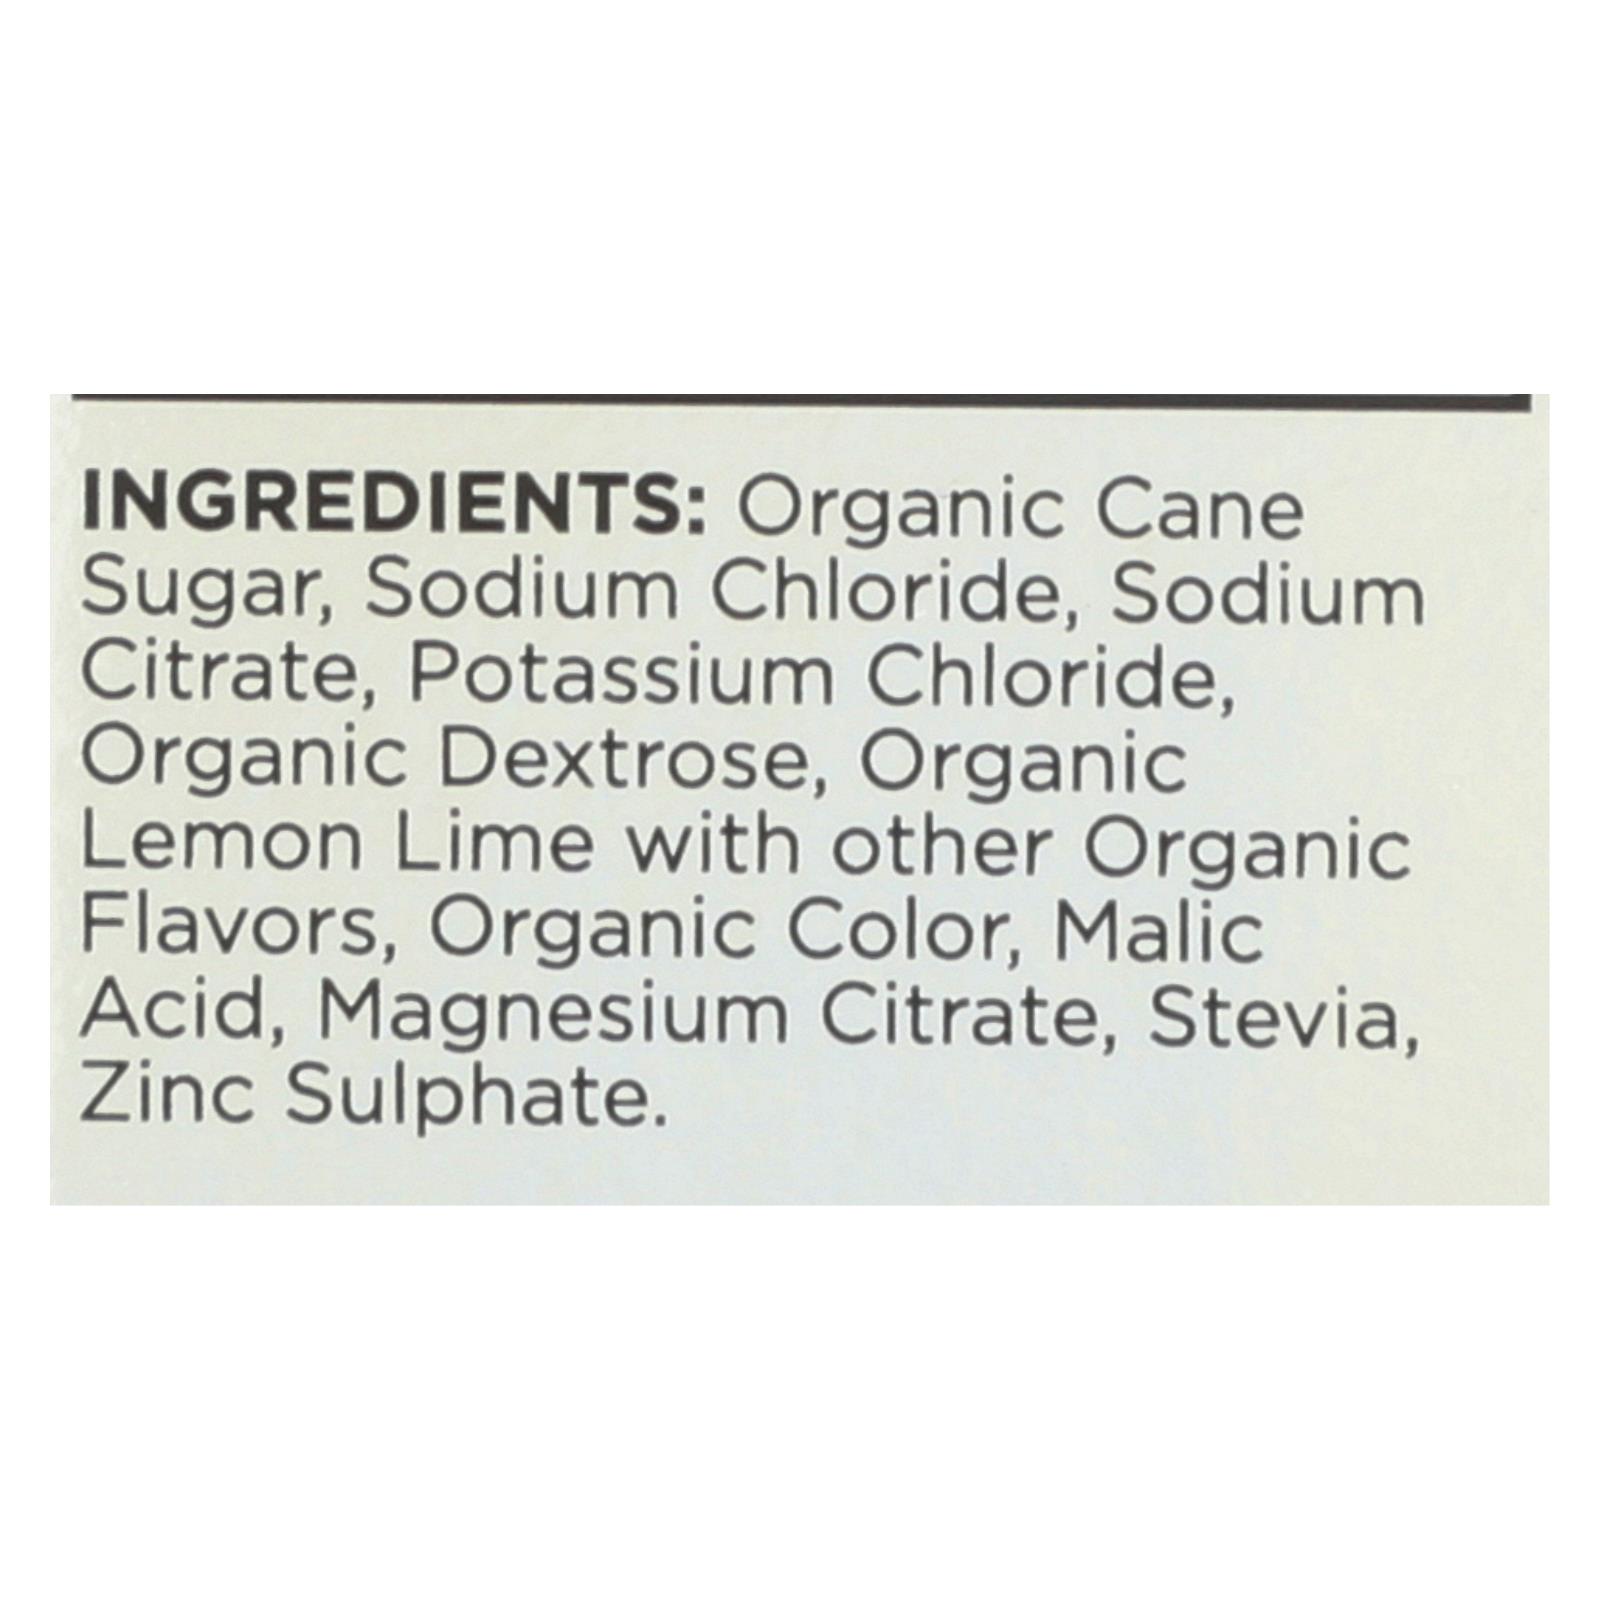 INGREDIENTS: Organic Cane
Sugar, Sodium Chloride, Sodium
Citrate, Potassium Chloride,
Organic Dextrose, Organic
Lemon Lime with other Organic
Flavors, Organic Color, Malic
Acid, Magnesium Citrate, Stevia,
Zinc Sulphate.